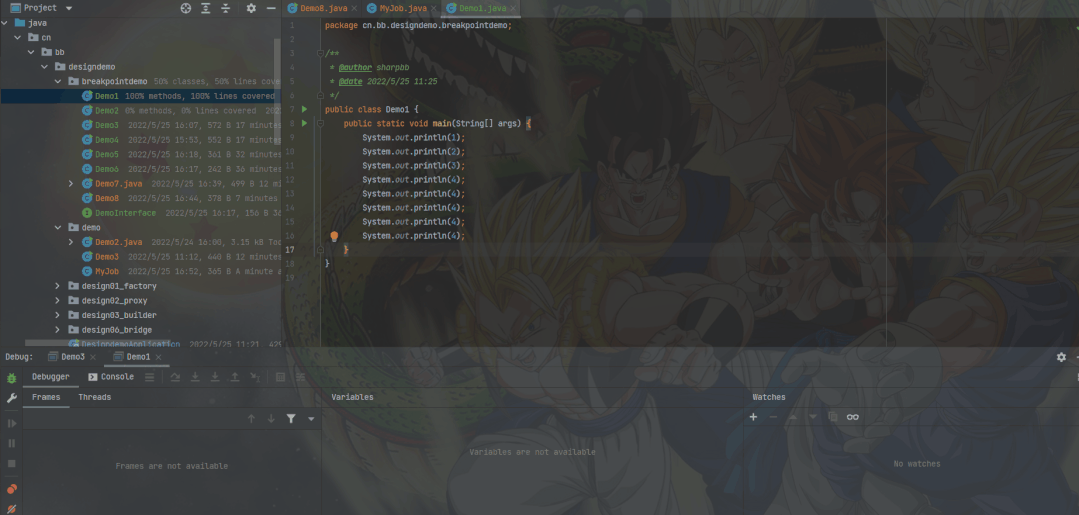 Project
java
cn
bb
designdemo
breakpointdemo 50% classes, 50% lines cove
Demo1 100% methods, 100% lines covered
Demo2 0% methods, 0% lines covered 202
Demo3 2022/5/25 16:07, 572 B 17 minute
Demo4 2022/5/25 15:53, 552 B 17 minute
Demo5 2022/5/25 16:18, 361 B 32 minute
Demo6 2022/5/25 16:17, 242 B 36 minute
Demo7.java 2022/5/25 16:39, 499 B 12 mi
Demo8 2022/5/25 16:44, 378 B 7 minute
DemoInterface 2022/5/25 16:17, 156 B 36
demo
Demo2.java 2022/5/24 16:00, 3.15 kB Tod
Demo3 2022/5/25 11:12, 440 B 12 minute
MyJob 2022/5/25 16:52, 365 B A minute a
design01_factory
design02_proxy
design03_builder
design06_bridge
DesigndemoApplication 2022/5/25 11:21, 429
Demo8.java
MyJob.java
Demo1.java
1 package cn.bb.designdemo.breakpointdemo;
2
3 /**
4 * @author sharpbb
5 * @date 2022/5/25 11:25
6 */
7 public class Demo1 {
8 public static void main(String[] args) {
9 System.out.println(1);
10 System.out.println(2);
11 System.out.println(3);
12 System.out.println(4);
13 System.out.println(4);
14 System.out.println(4);
15 System.out.println(4);
16 System.out.println(4);
17 }
18 }
19
Debug: Demo3 Demo1
Debugger Console
Frames Threads
Variables
Watches
Frames are not available
Variables are not available
No watches